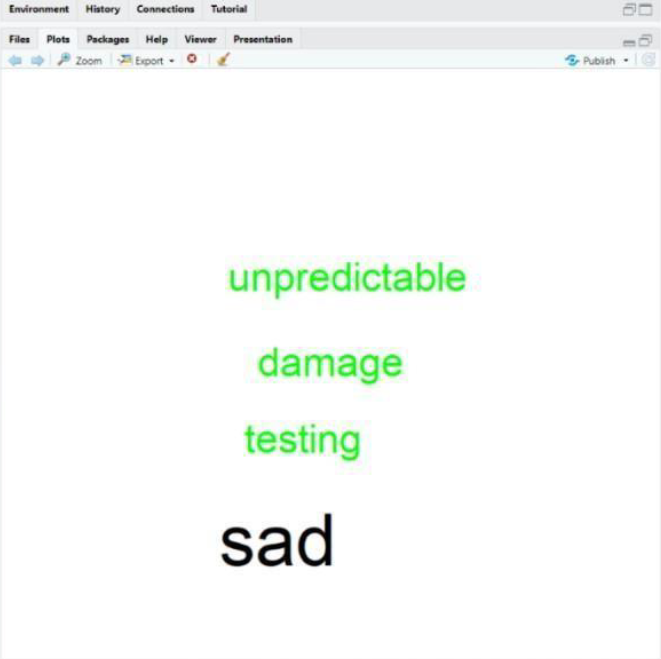 Environment History Connections Tutorial
Files Plots Packages Help Viewer Presentation
Zoom Export Publish
unpredictable
damage
testing
sad